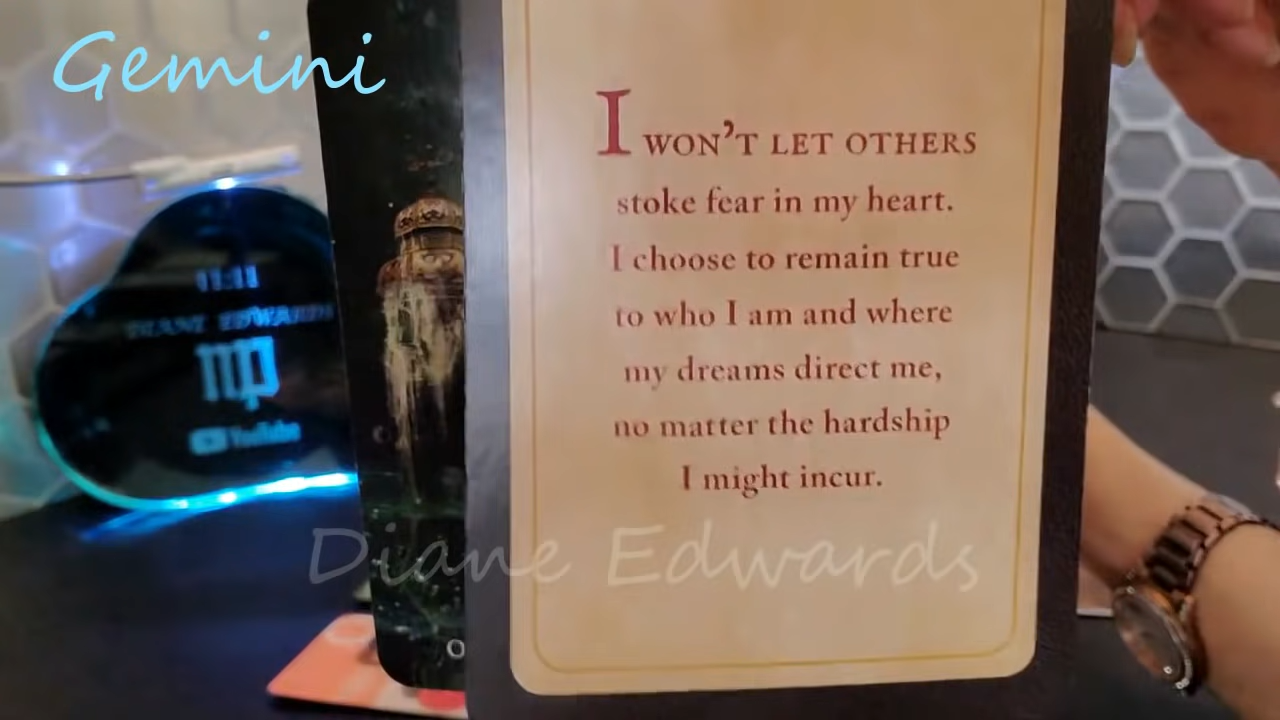 Gemini
I WON'T LET OTHERS
stoke fear in my heart.
I choose to remain true
to who I am and where
my dreams direct me,
no matter the hardship
I might incur.
11:11
DIANE EDWARDS
YouTube
Diane Edwards
O